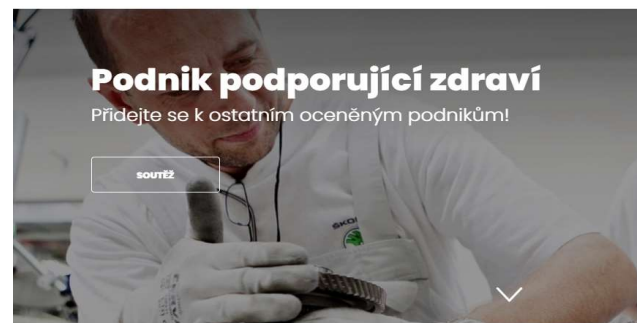 Podnik podporující zdraví
Přidejte se k ostatním oceněným podnikům!
SOUTĚŽ